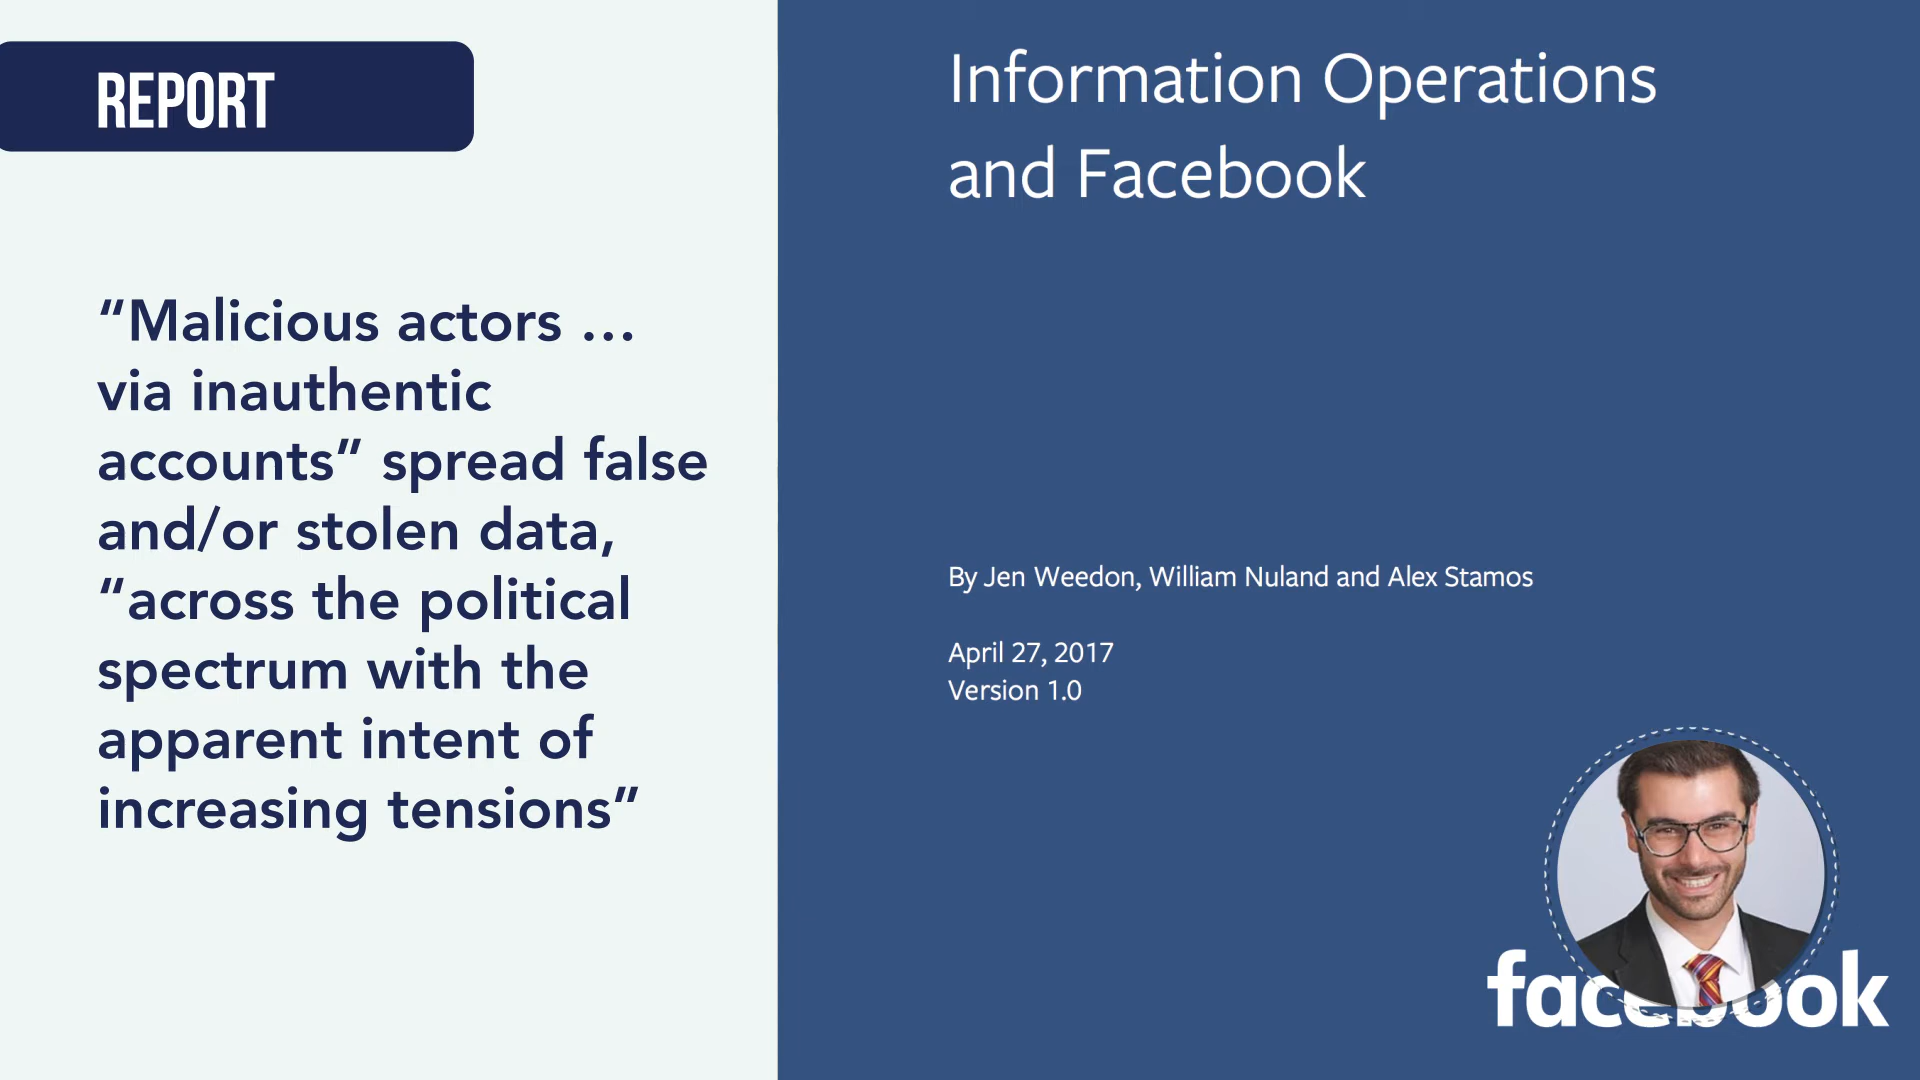 REPORT
“Malicious actors …
via inauthentic
accounts” spread false
and/or stolen data,
“across the political
spectrum with the
apparent intent of
increasing tensions”
Information Operations
and Facebook
By Jen Weedon, William Nuland and Alex Stamos
April 27, 2017
Version 1.0
facebook